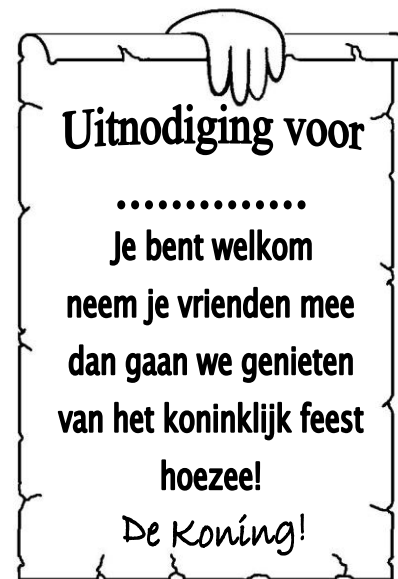 Uitnodiging voor
..............
Je bent welkom
neem je vrienden mee
dan gaan we genieten
van het koninklijk feest
hoezee!
De Koning!